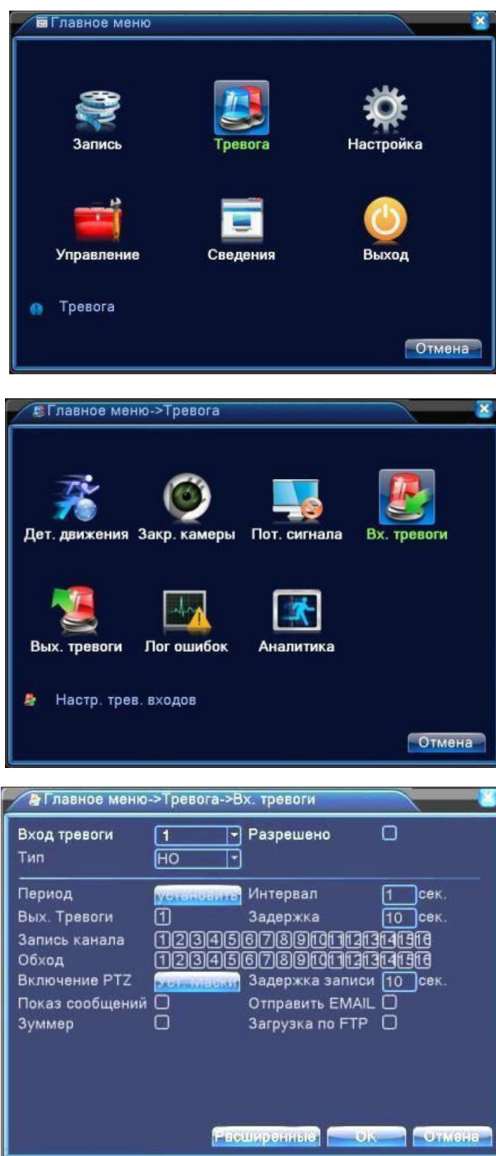 Главное меню
Запись Тревога Настройка
Управление Сведения Выход
Тревога
Отмена
Главное меню->Тревога
Дет. движения Закр. камеры Пот. сигнала Вх. тревоги
Вых. тревоги Лог ошибок Аналитика
Настр. трев. входов
Отмена
Главное меню->Тревога->Вх. тревоги
Вход тревоги 1 Разрешено
Тип НО
Период установить Интервал 1 сек.
Вых. Тревоги 1 Задержка 10 сек.
Запись канала 1 2 3 4 5 6 7 8 9 10 11 12 13 14 15 16
Обход 1 2 3 4 5 6 7 8 9 10 11 12 13 14 15 16
Включение PTZ Уст. маски Задержка записи 10 сек.
Показ сообщений Отправить EMAIL
Зуммер Загрузка по FTP
Расширенные OK Отмена